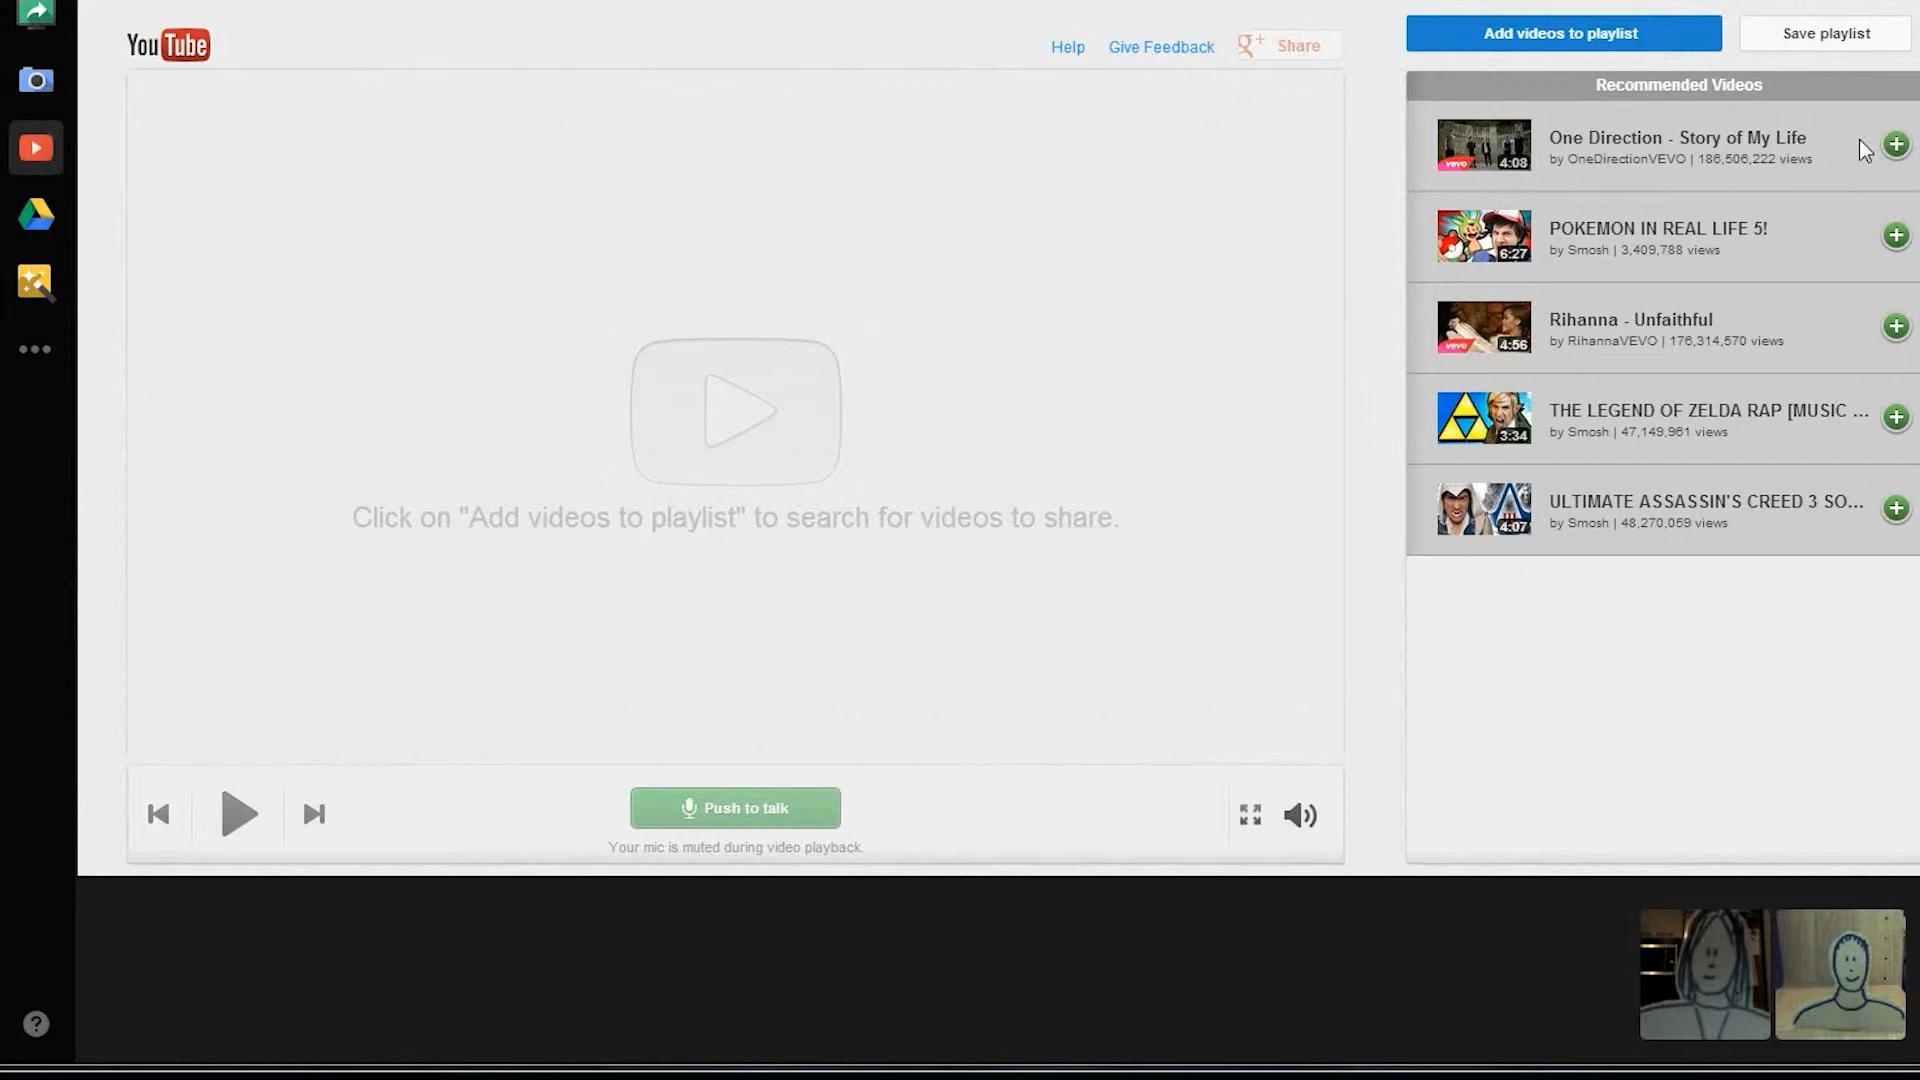 YouTube
Help
Give Feedback
g+ Share
Add videos to playlist
Save playlist
Recommended Videos
One Direction - Story of My Life
by OneDirectionVEVO | 186,506,222 views
vevo
4:08
POKEMON IN REAL LIFE 5!
by Smosh | 3,409,788 views
6:27
Rihanna - Unfaithful
by RihannaVEVO | 176,314,570 views
vevo
4:56
THE LEGEND OF ZELDA RAP [MUSIC ...
by Smosh | 47,149,961 views
3:34
ULTIMATE ASSASSIN'S CREED 3 SO...
by Smosh | 48,270,059 views
4:07
Click on "Add videos to playlist" to search for videos to share.
Push to talk
Your mic is muted during video playback.
?